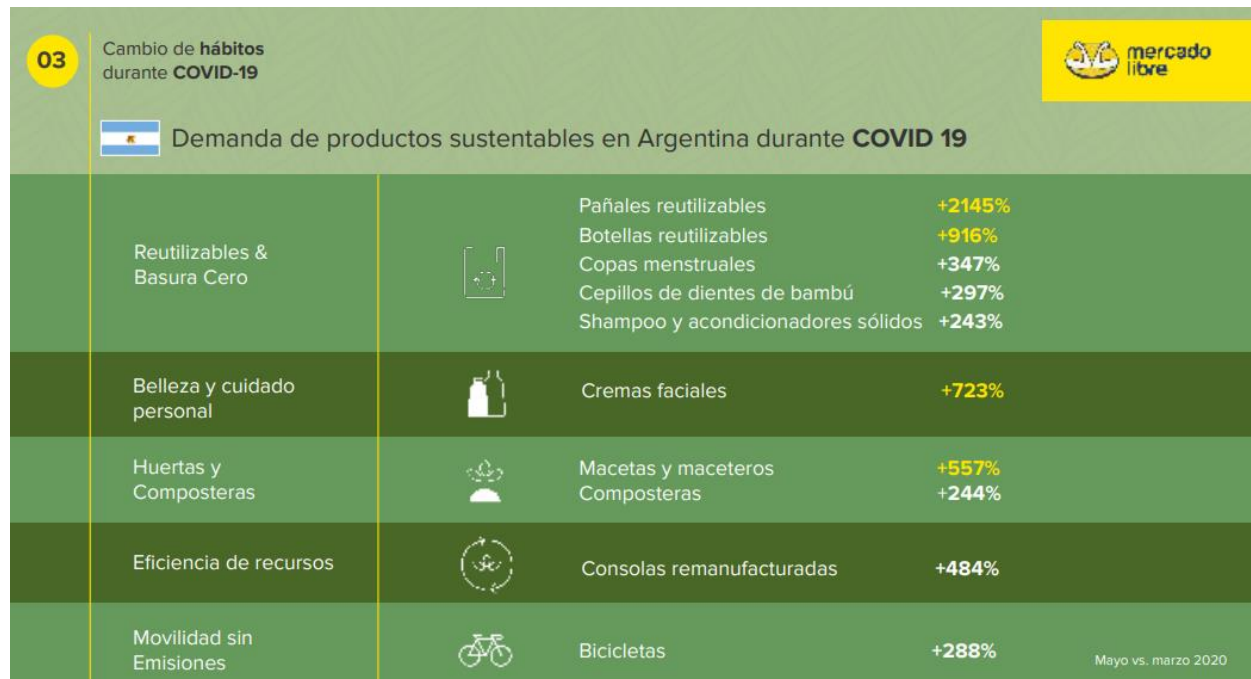 03
Cambio de hábitos
durante COVID-19
mercado
libre
Demanda de productos sustentables en Argentina durante COVID 19
Reutilizables &
Basura Cero
Pañales reutilizables +2145%
Botellas reutilizables +916%
Copas menstruales +347%
Cepillos de dientes de bambú +297%
Shampoo y acondicionadores sólidos +243%
Belleza y cuidado
personal
Cremas faciales +723%
Huertas y
Composteras
Macetas y maceteros +557%
Composteras +244%
Eficiencia de recursos
Consolas remanufacturadas +484%
Movilidad sin
Emisiones
Bicicletas +288%
Mayo vs. marzo 2020